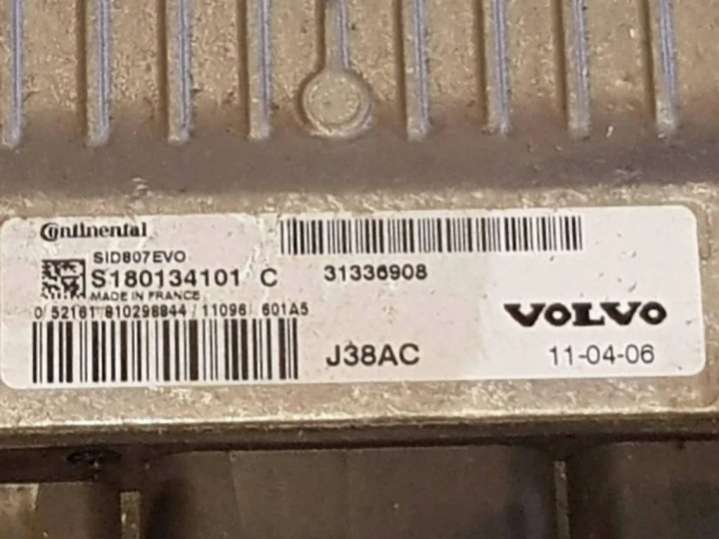 Continental
SID807EVO
S180134101 C
31336908
MADE IN FRANCE
0 52161 810298844 / 11096 601A5
VOLVO
J38AC
11-04-06